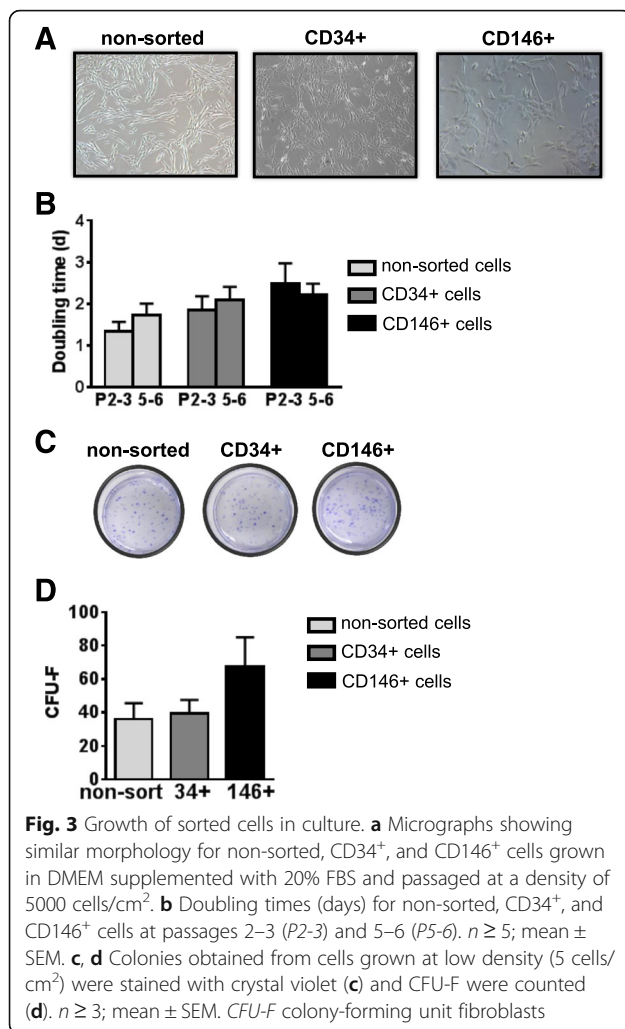 A
non-sorted CD34+ CD146+
B
Doubling time (d)
4
3
2
1
0
P2-3 5-6 P2-3 5-6 P2-3 5-6
non-sorted cells
CD34+ cells
CD146+ cells
C
non-sorted CD34+ CD146+
D
CFU-F
100
80
60
40
20
0
non-sort 34+ 146+
non-sorted cells
CD34+ cells
CD146+ cells
Fig. 3 Growth of sorted cells in culture. a Micrographs showing
similar morphology for non-sorted, CD34⁺, and CD146⁺ cells grown
in DMEM supplemented with 20% FBS and passaged at a density of
5000 cells/cm². b Doubling times (days) for non-sorted, CD34⁺, and
CD146⁺ cells at passages 2–3 (P2-3) and 5–6 (P5-6). n ≥ 5; mean ±
SEM. c, d Colonies obtained from cells grown at low density (5 cells/
cm²) were stained with crystal violet (c) and CFU-F were counted
(d). n ≥ 3; mean ± SEM. CFU-F colony-forming unit fibroblasts